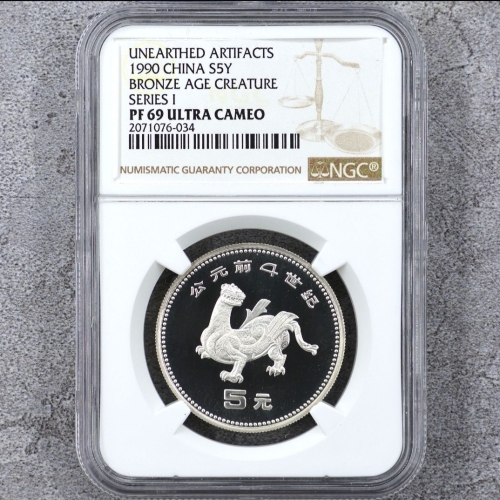 UNEARTHED ARTIFACTS
1990 CHINA S5Y
BRONZE AGE CREATURE
SERIES I
PF 69 ULTRA CAMEO
2071076-034
NUMISMATIC GUARANTY CORPORATION NGC®
公元前4世纪
5元